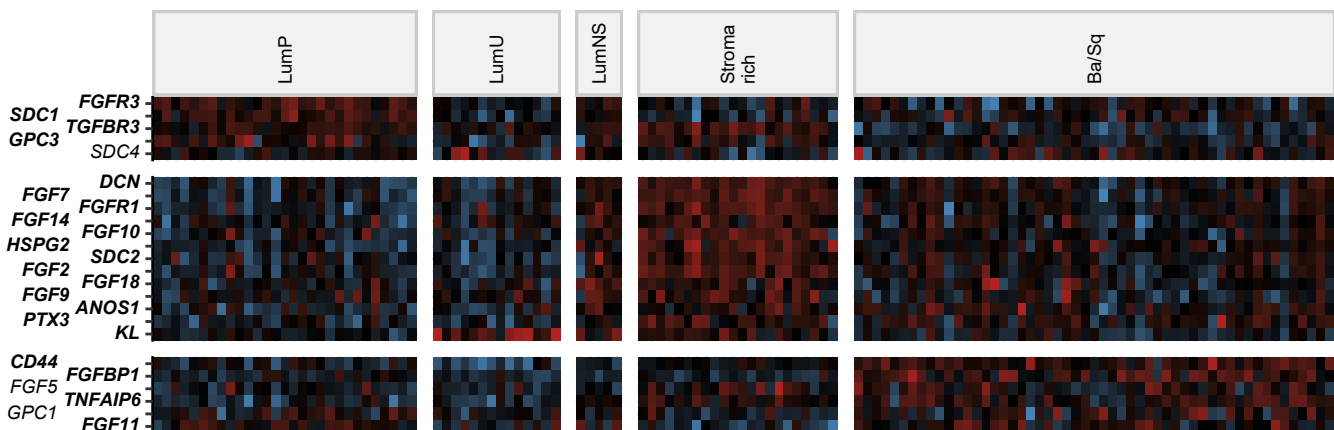 LumP
LumU
LumNS
Stroma
rich
Ba/Sq
FGFR3
SDC1
TGFBR3
GPC3
SDC4
DCN
FGF7
FGFR1
FGF14
FGF10
HSPG2
SDC2
FGF2
FGF18
FGF9
ANOS1
PTX3
KL
CD44
FGFBP1
FGF5
TNFAIP6
GPC1
FGF11